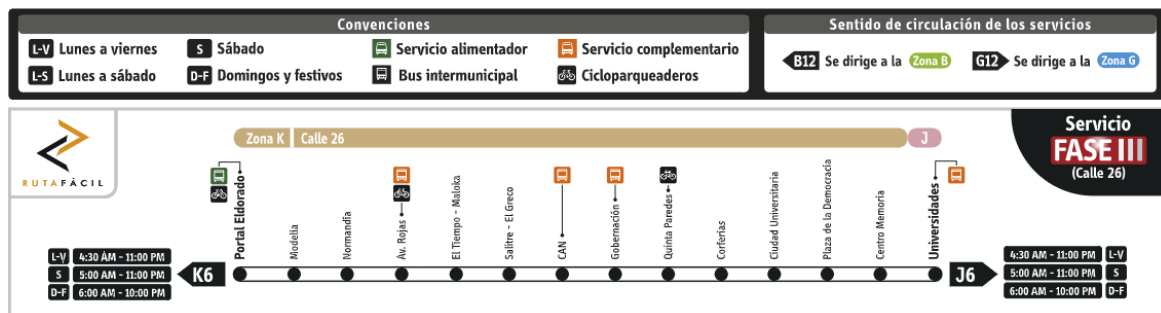 Convenciones
L-V Lunes a viernes
S Sábado
Servicio alimentador
Servicio complementario
L-S Lunes a sábado
D-F Domingos y festivos
Bus intermunicipal
Cicloparqueaderos
Sentido de circulación de los servicios
B12 Se dirige a la Zona B
G12 Se dirige a la Zona G
RUTAFÁCIL
Zona K Calle 26
J
Servicio
FASE III
(Calle 26)
Portal Eldorado
Modelia
Normandía
Av. Rojas
El Tiempo - Maloka
Salitre - El Greco
CAN
Gobernación
Quinta Paredes
Corferias
Ciudad Universitaria
Plaza de la Democracia
Centro Memoria
Universidades
L-V 4:30 AM - 11:00 PM
S 5:00 AM - 11:00 PM
D-F 6:00 AM - 10:00 PM
K6
J6
4:30 AM - 11:00 PM L-V
5:00 AM - 11:00 PM S
6:00 AM - 10:00 PM D-F